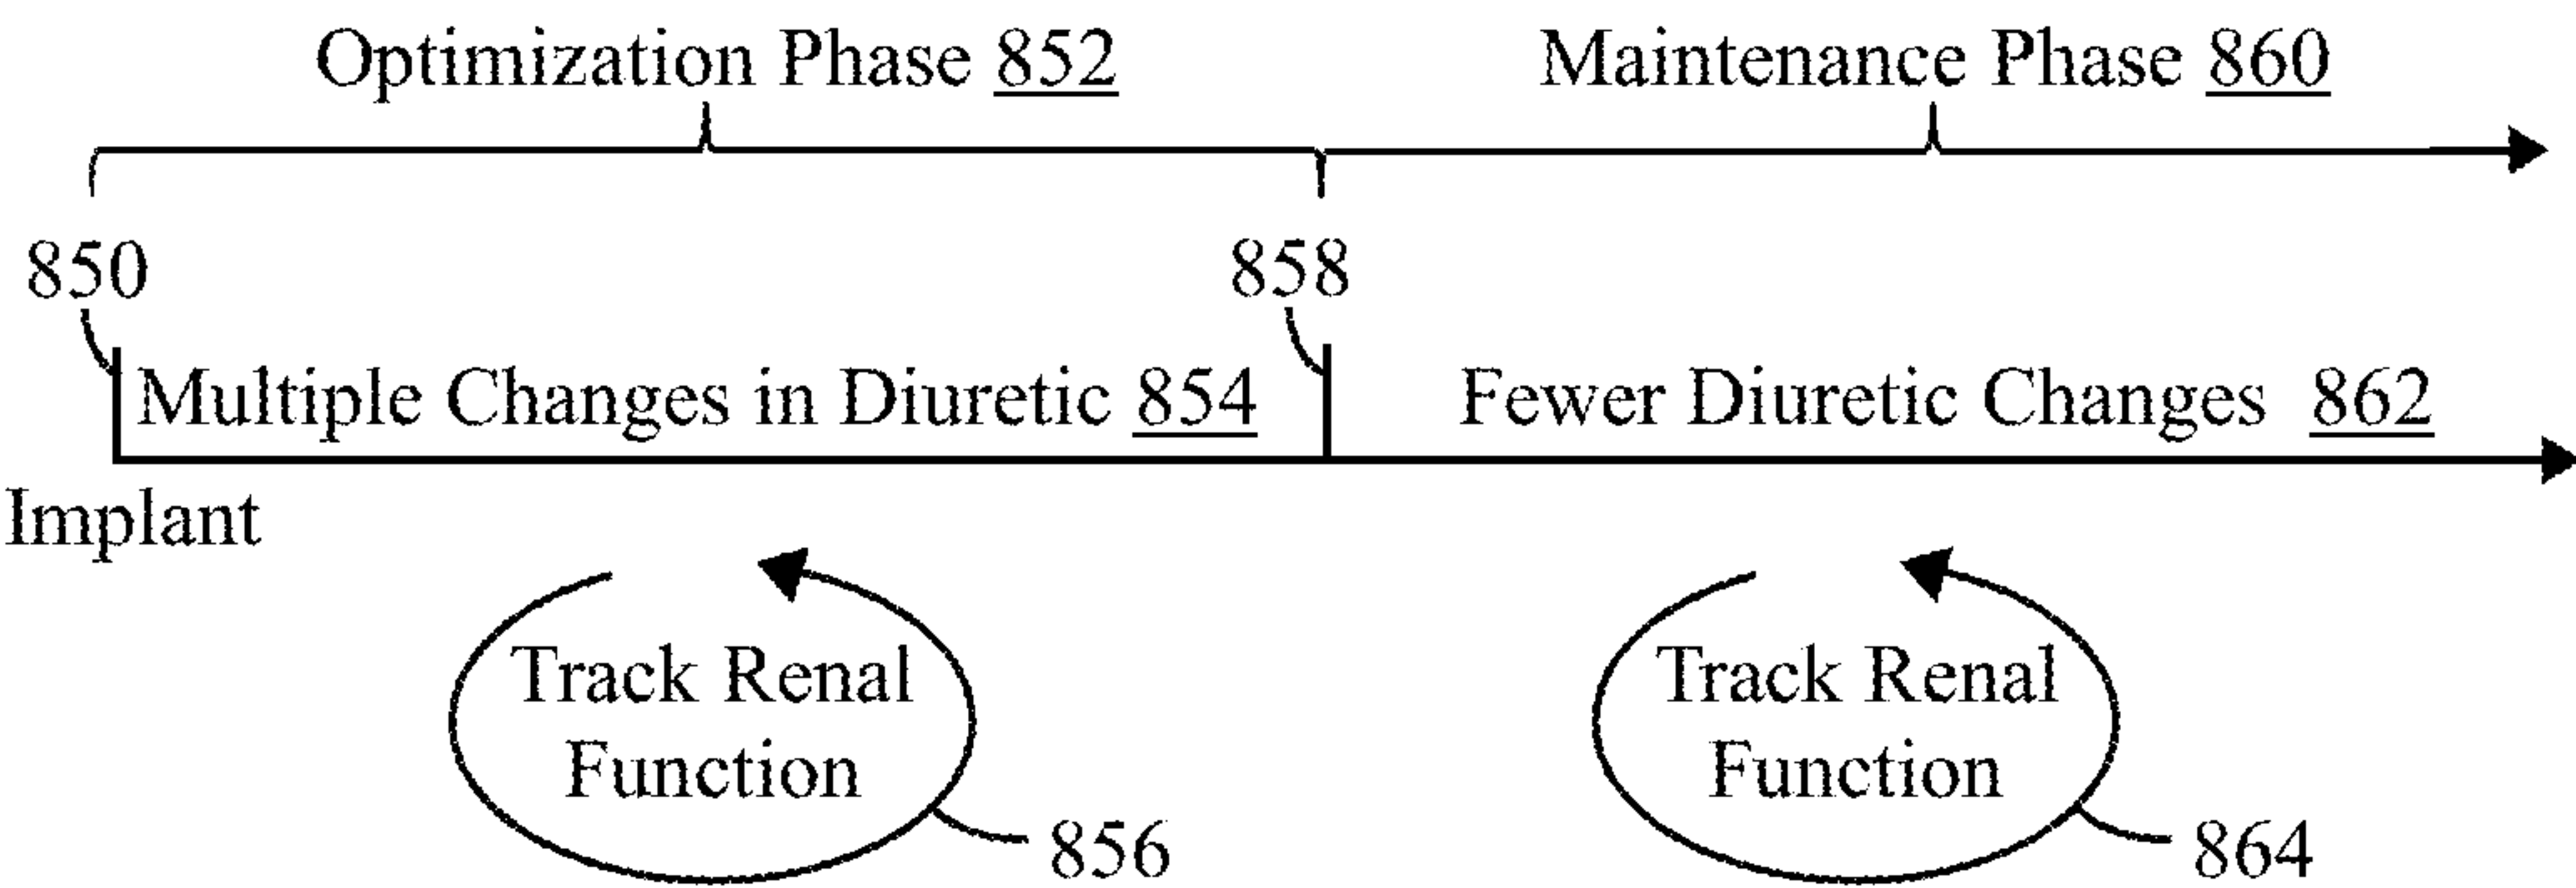 Optimization Phase 852
Maintenance Phase 860
850
858
Multiple Changes in Diuretic 854
Fewer Diuretic Changes 862
Implant
Track Renal
Function
856
Track Renal
Function
864